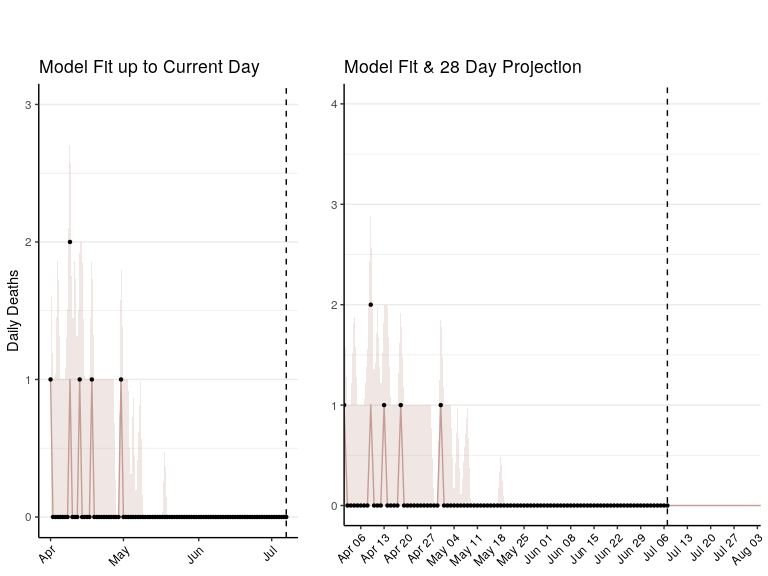 Model Fit up to Current Day
Daily Deaths
3
2
1
0
Apr
May
Jun
Jul
Model Fit & 28 Day Projection
4
3
2
1
0
Apr 06
Apr 13
Apr 20
Apr 27
May 04
May 11
May 18
May 25
Jun 01
Jun 08
Jun 15
Jun 22
Jun 29
Jul 06
Jul 13
Jul 20
Jul 27
Aug 03